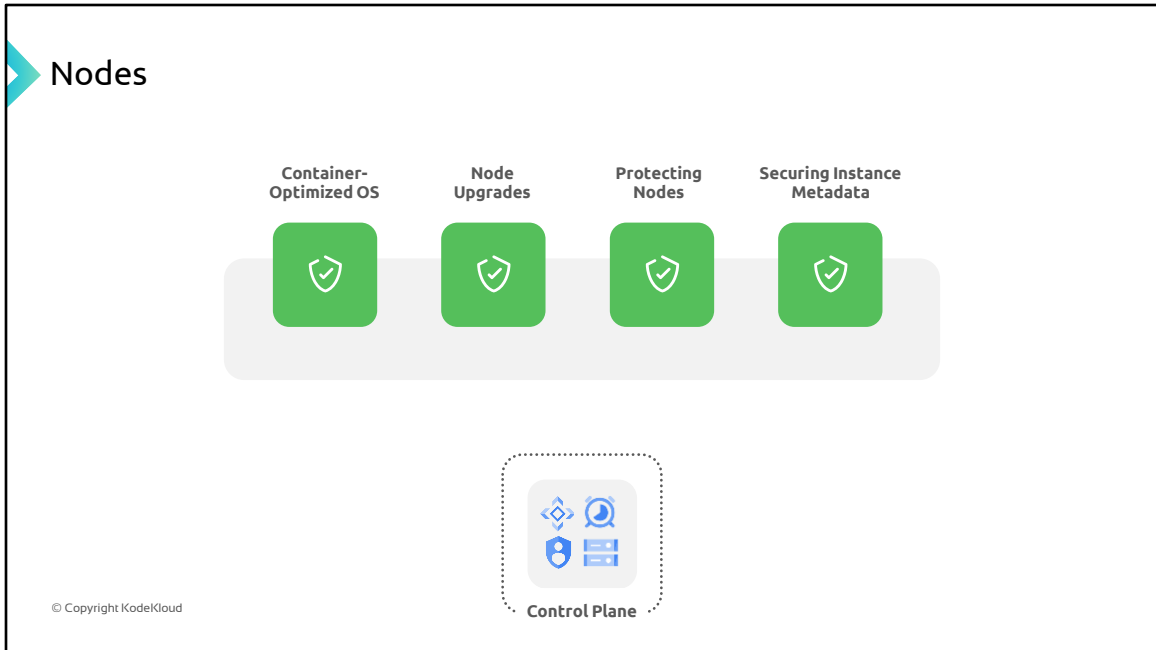 Nodes
Container-
Optimized OS
Node
Upgrades
Protecting
Nodes
Securing Instance
Metadata
Control Plane
© Copyright KodeKloud